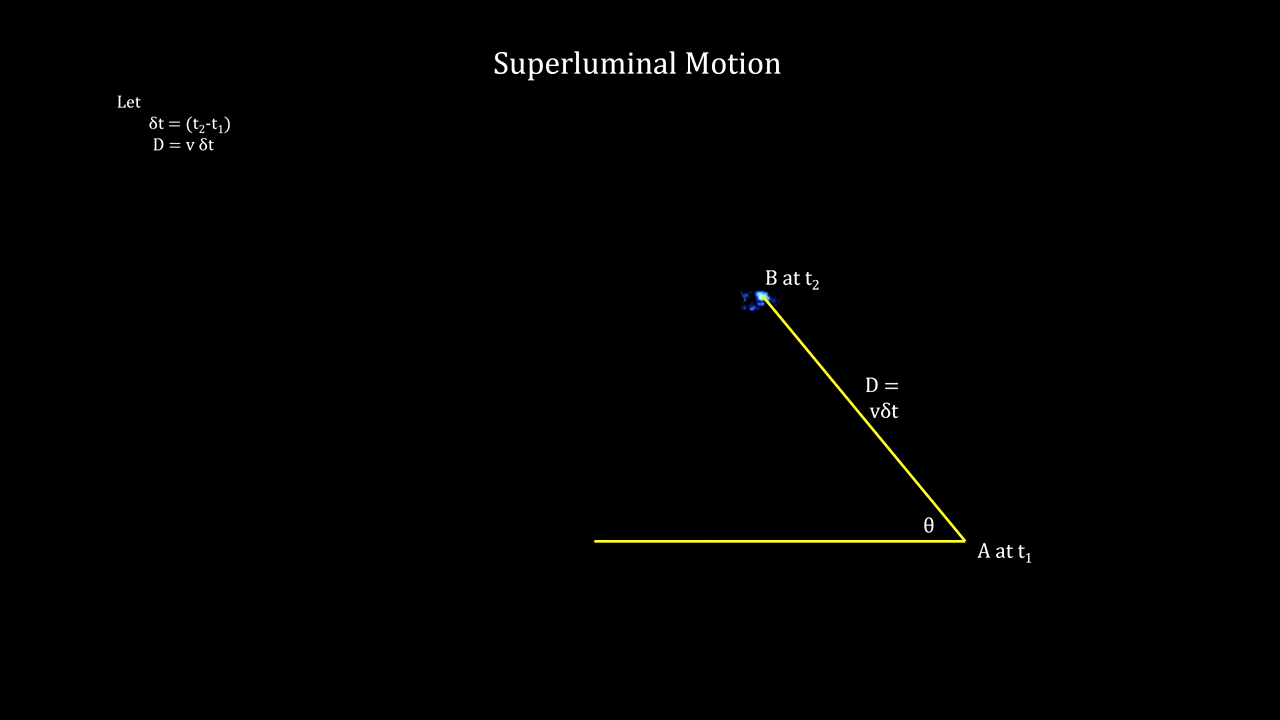 Superluminal Motion
Let
δt = (t₂-t₁)
D = v δt
B at t₂
D =
vδt
θ
A at t₁